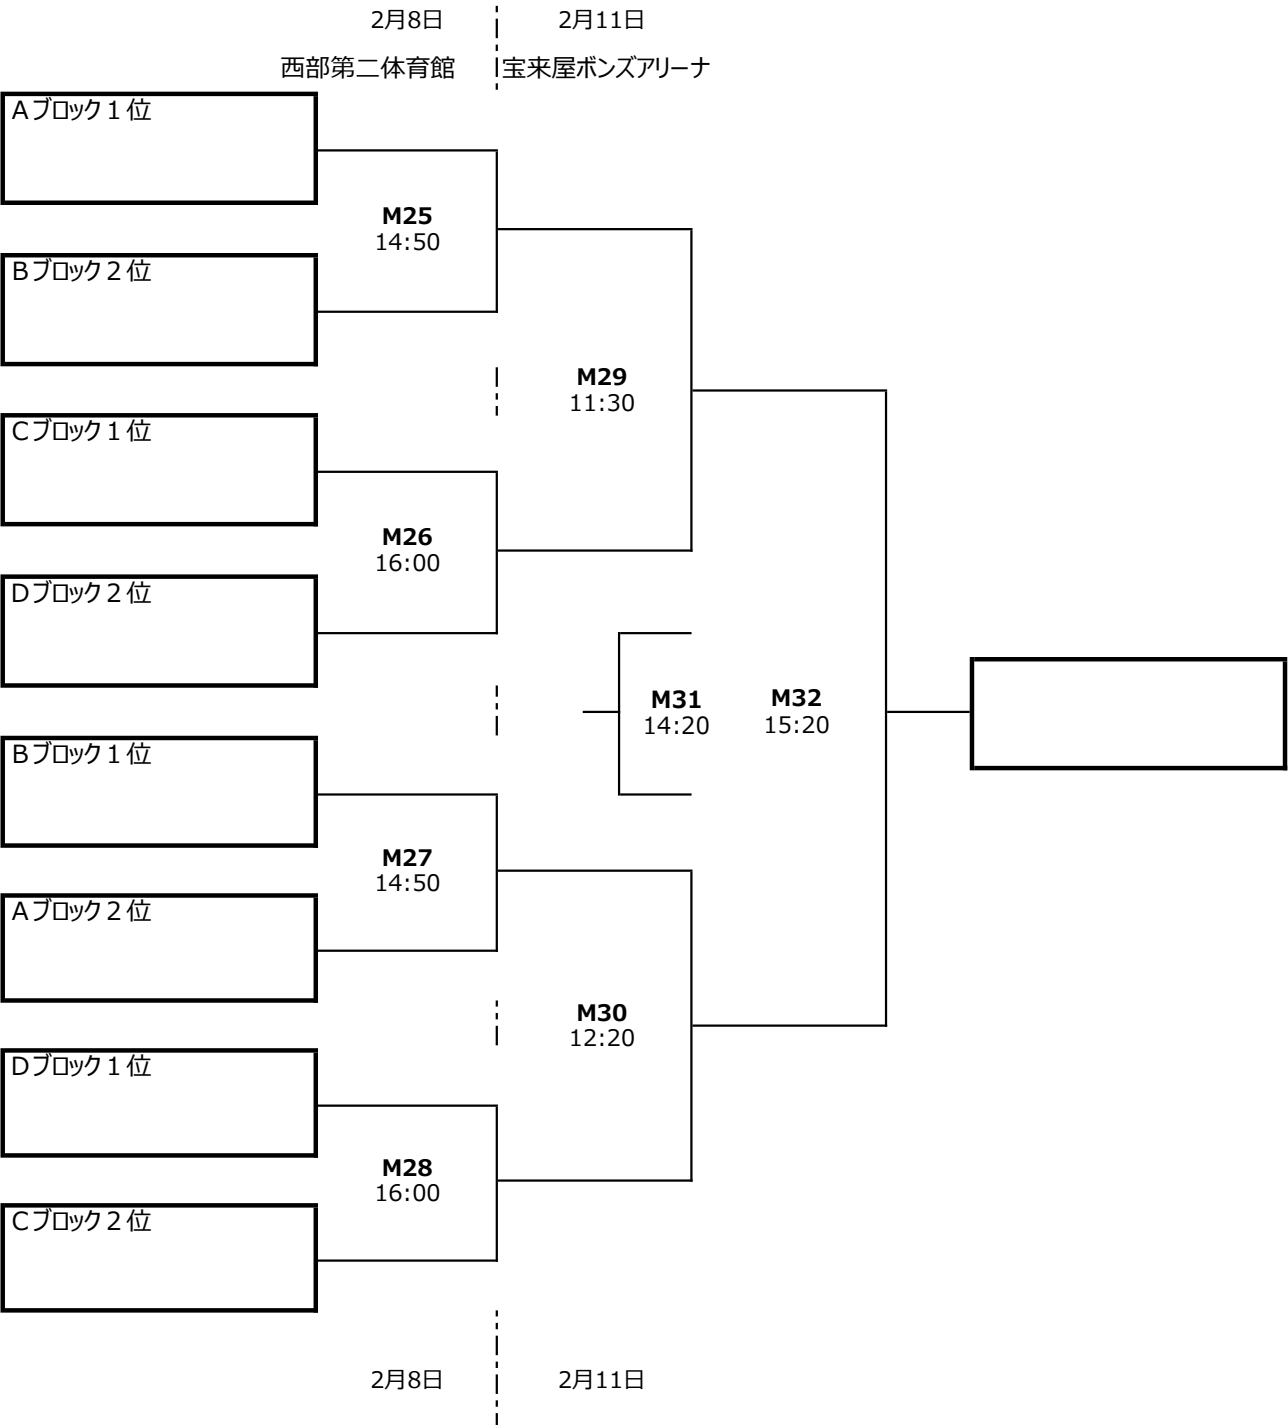 2月8日
2月11日
西部第二体育館
宝来屋ボンズアリーナ
Aブロック１位
M25
14:50
Bブロック２位
M29
11:30
Cブロック１位
M26
16:00
Dブロック２位
M31
14:20
M32
15:20
Bブロック１位
M27
14:50
Aブロック２位
M30
12:20
Dブロック１位
M28
16:00
Cブロック２位
2月8日
2月11日